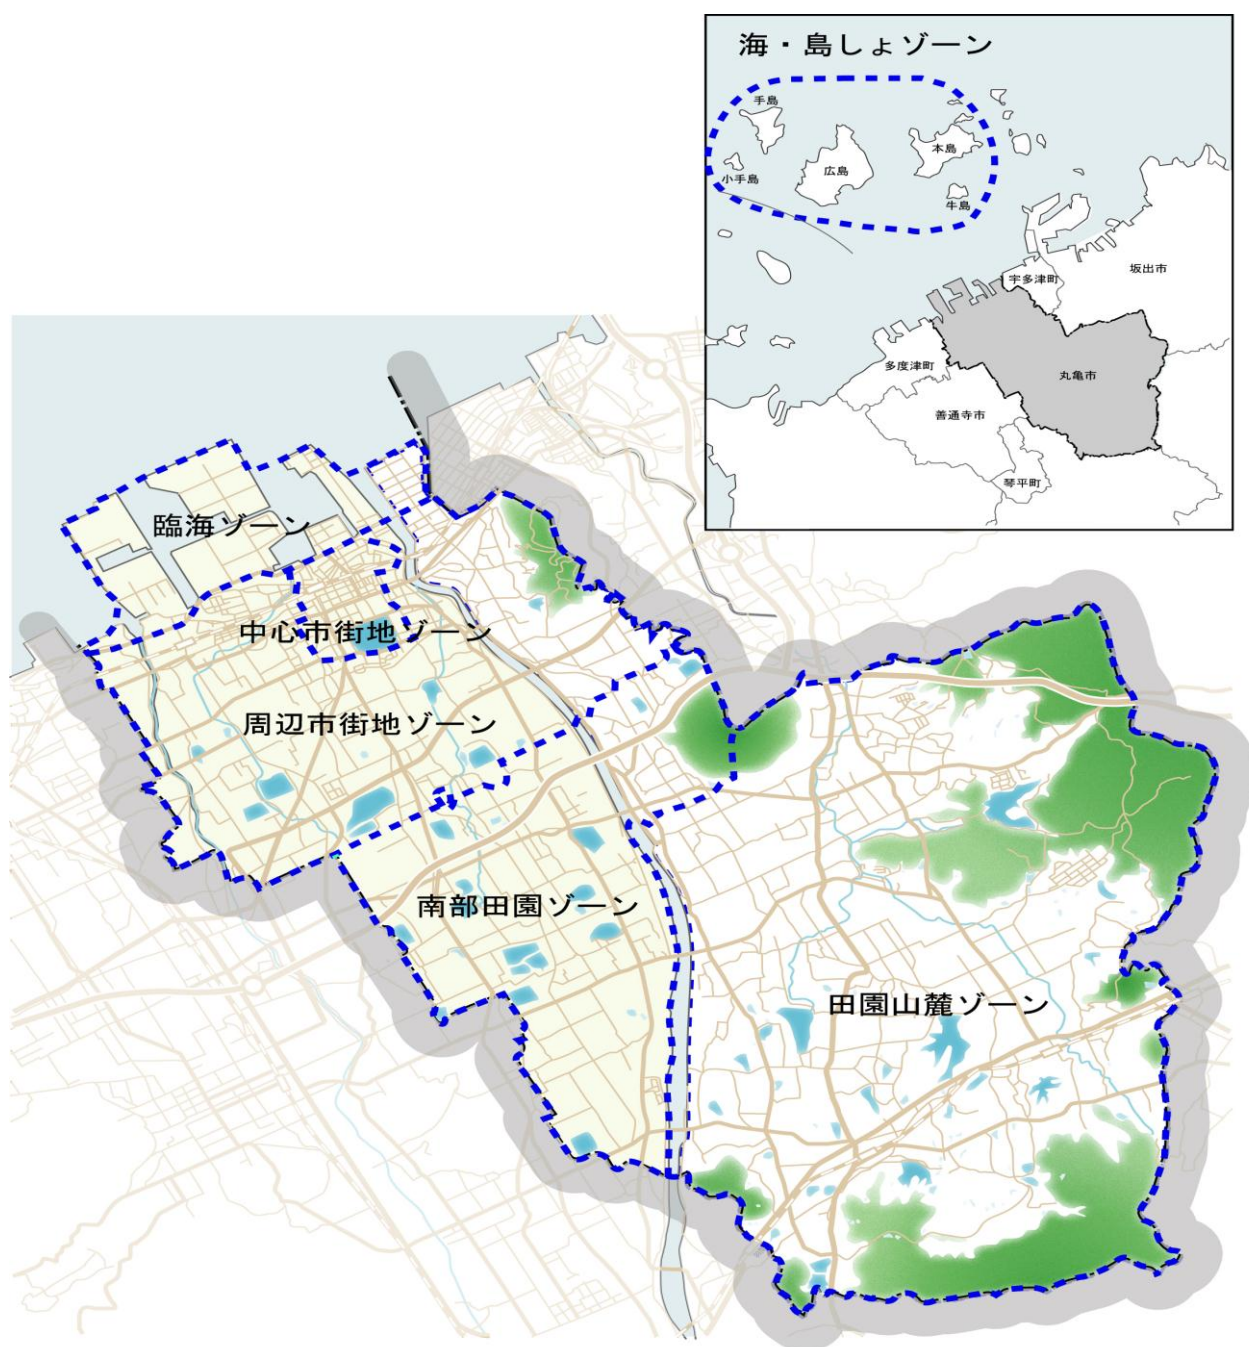 海・島しょゾーン
手島
本島
広島
小手島
牛島
宇多津町
坂出市
多度津町
丸亀市
善通寺市
琴平町
臨海ゾーン
中心市街地ゾーン
周辺市街地ゾーン
南部田園ゾーン
田園山麓ゾーン